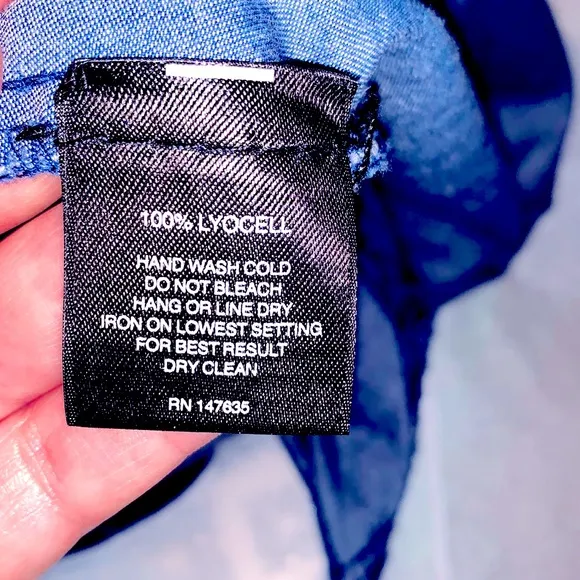 100% LYOCELL
HAND WASH COLD
DO NOT BLEACH
HANG OR LINE DRY
IRON ON LOWEST SETTING
FOR BEST RESULT
DRY CLEAN
RN 147635